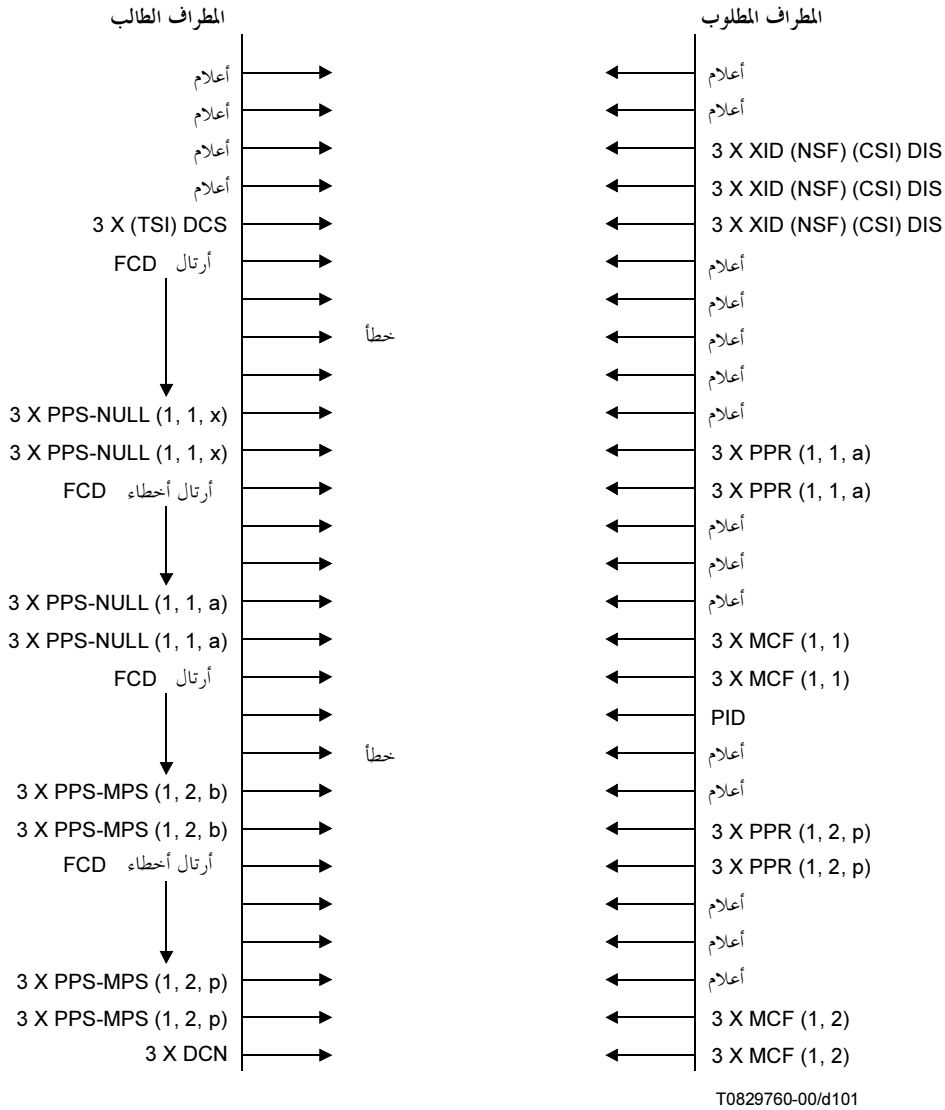 المطراف الطالب المطراف المطلوب
أعلام أعلام
أعلام أعلام
أعلام 3 X XID (NSF) (CSI) DIS
أعلام 3 X XID (NSF) (CSI) DIS
3 X (TSI) DCS 3 X XID (NSF) (CSI) DIS
أرتال FCD أعلام
أعلام
خطأ أعلام
أعلام
3 X PPS-NULL (1, 1, x) أعلام
3 X PPS-NULL (1, 1, x) 3 X PPR (1, 1, a)
أرتال أخطاء FCD 3 X PPR (1, 1, a)
أعلام
أعلام
3 X PPS-NULL (1, 1, a) أعلام
3 X PPS-NULL (1, 1, a) 3 X MCF (1, 1)
أرتال FCD 3 X MCF (1, 1)
PID
خطأ أعلام
3 X PPS-MPS (1, 2, b) أعلام
3 X PPS-MPS (1, 2, b) 3 X PPR (1, 2, p)
أرتال أخطاء FCD 3 X PPR (1, 2, p)
أعلام
أعلام
3 X PPS-MPS (1, 2, p) أعلام
3 X PPS-MPS (1, 2, p) 3 X MCF (1, 2)
3 X DCN 3 X MCF (1, 2)
T0829760-00/d101